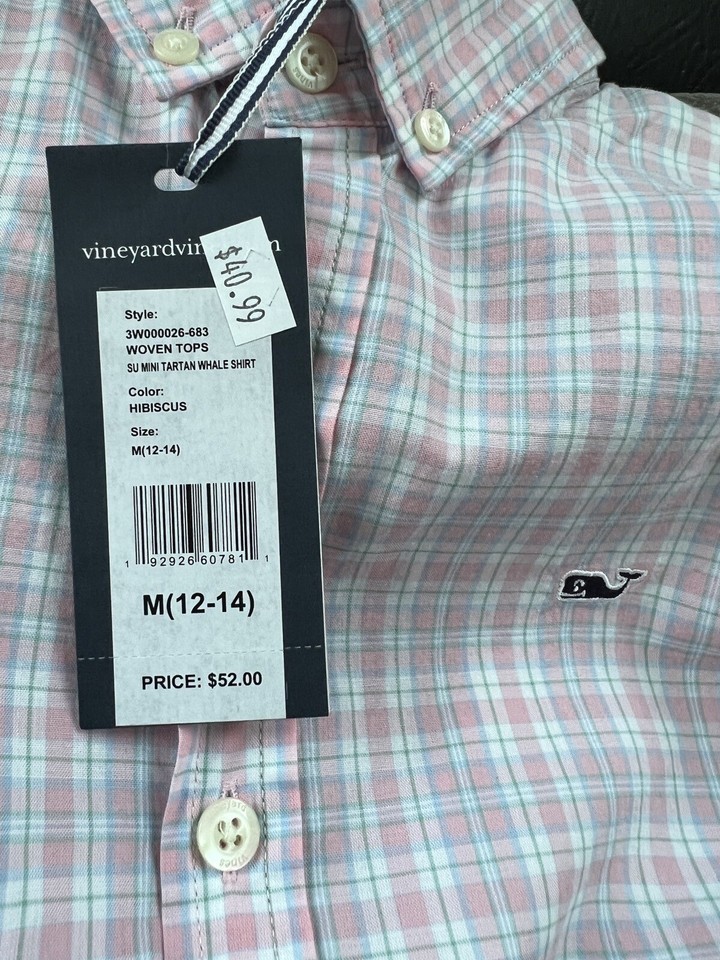 vineyardvin
$40.99
Style:
3W000026-683
WOVEN TOPS
SU MINI TARTAN WHALE SHIRT
Color:
HIBISCUS
Size:
M(12-14)
1 92926 60781 1
M(12-14)
PRICE: $52.00
vines